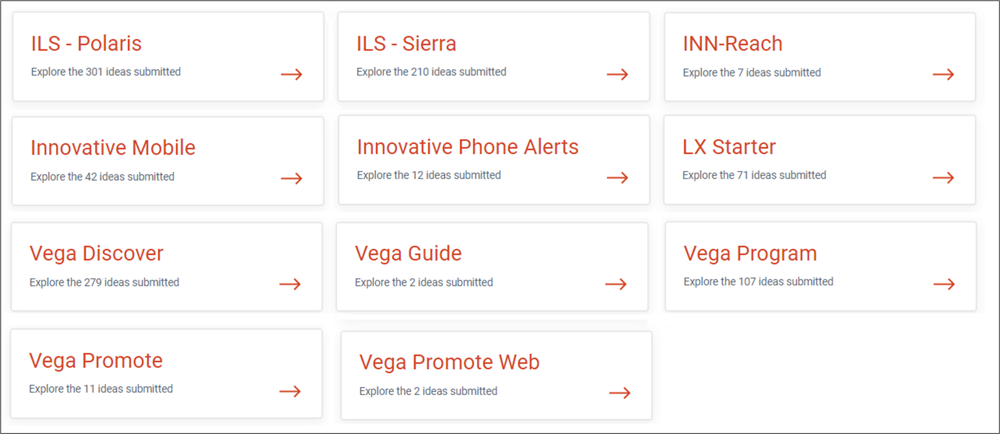 ILS - Polaris
Explore the 301 ideas submitted
ILS - Sierra
Explore the 210 ideas submitted
INN-Reach
Explore the 7 ideas submitted
Innovative Mobile
Explore the 42 ideas submitted
Innovative Phone Alerts
Explore the 12 ideas submitted
LX Starter
Explore the 71 ideas submitted
Vega Discover
Explore the 279 ideas submitted
Vega Guide
Explore the 2 ideas submitted
Vega Program
Explore the 107 ideas submitted
Vega Promote
Explore the 11 ideas submitted
Vega Promote Web
Explore the 2 ideas submitted